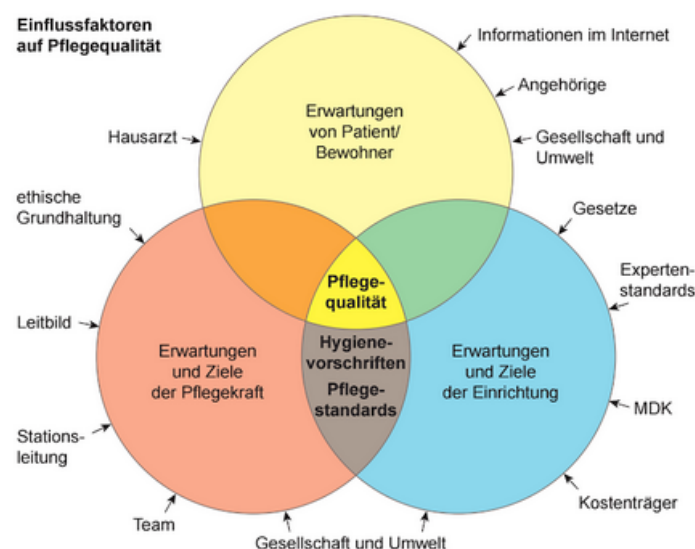 Einflussfaktoren
auf Pflegequalität
Informationen im Internet
Angehörige
Erwartungen
von Patient/
Bewohner
Hausarzt
Gesellschaft und
Umwelt
ethische
Grundhaltung
Gesetze
Experten-
standards
Pflege-
qualität
Leitbild
Hygiene-
vorschriften
Erwartungen
und Ziele
der Pflegekraft
Erwartungen
und Ziele
der Einrichtung
Pflege-
standards
MDK
Stations-
leitung
Kostenträger
Team
Gesellschaft und Umwelt